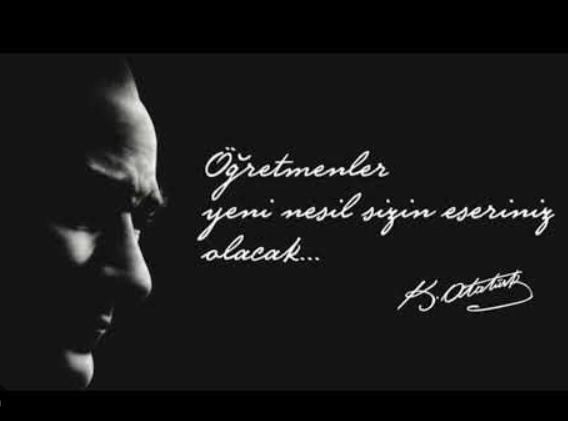 Öğretmenler
yeni nesil sizin eseriniz
olacak...
K. Atatürk